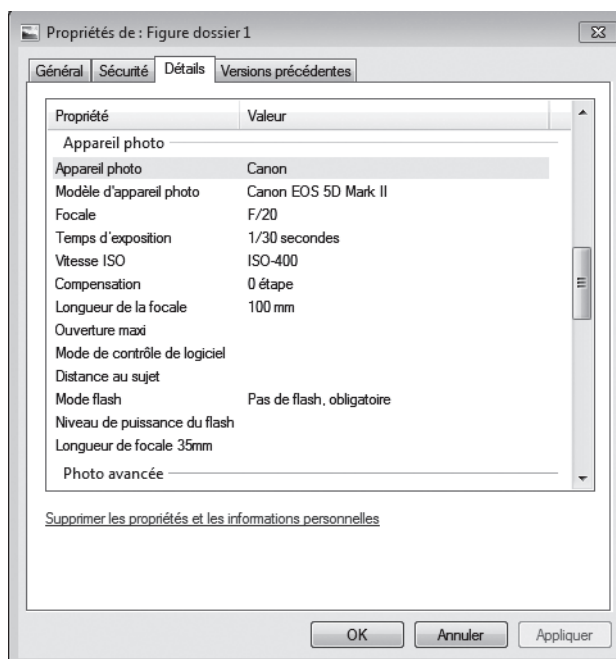 Propriétés de : Figure dossier 1
Général Sécurité Détails Versions précédentes
Propriété Valeur
Appareil photo
Appareil photo Canon
Modèle d'appareil photo Canon EOS 5D Mark II
Focale F/20
Temps d'exposition 1/30 secondes
Vitesse ISO ISO-400
Compensation 0 étape
Longueur de la focale 100 mm
Ouverture maxi
Mode de contrôle de logiciel
Distance au sujet
Mode flash Pas de flash, obligatoire
Niveau de puissance du flash
Longueur de focale 35mm
Photo avancée
Supprimer les propriétés et les informations personnelles
OK Annuler Appliquer